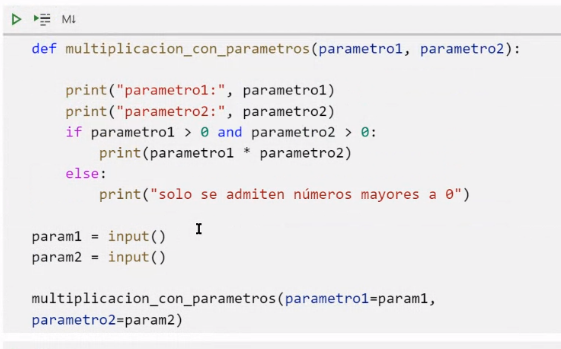 M↓
def multiplicacion_con_parametros(parametro1, parametro2):
    print("parametro1:", parametro1)
    print("parametro2:", parametro2)
    if parametro1 > 0 and parametro2 > 0:
        print(parametro1 * parametro2)
    else:
        print("solo se admiten números mayores a 0")
param1 = input()
param2 = input()
multiplicacion_con_parametros(parametro1=param1,
parametro2=param2)